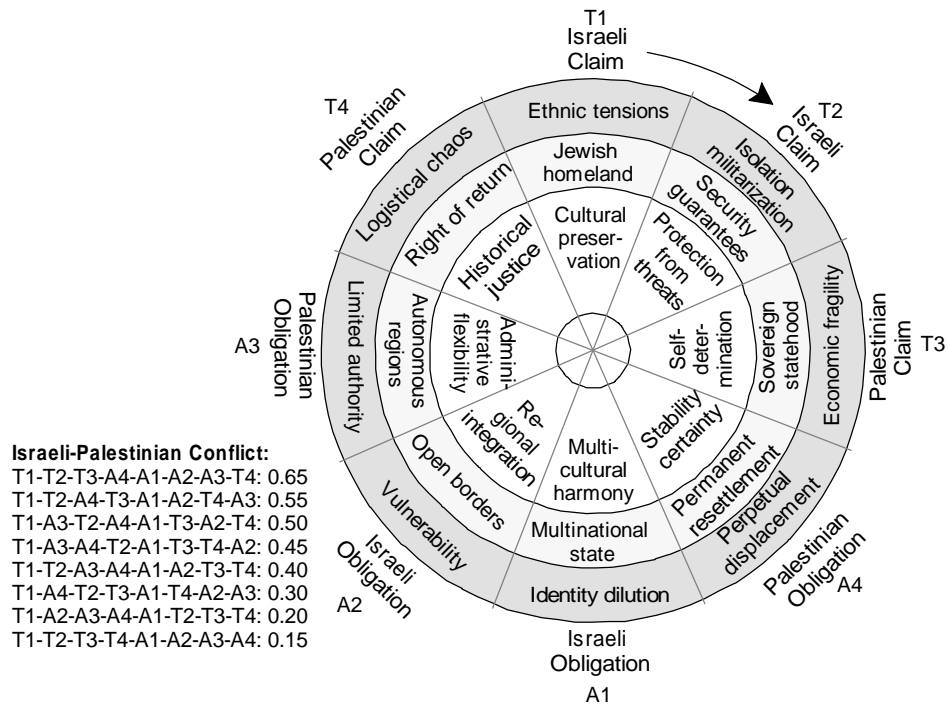 T1
Israeli
Claim
T2
Israeli
Claim
T4
Palestinian
Claim
Ethnic tensions
Jewish
homeland
Cultural
preser-
vation
Isolation
militarization
Security
guarantees
Protection
from
threats
Economic fragility
Sovereign
statehood
Self-
deter-
mination
Palestinian
Claim
T3
Perpetual
displacement
Permanent
resettlement
Stability
certainty
Palestinian
Obligation
A4
Multi-
cultural
harmony
Multinational
state
Identity dilution
Israeli
Obligation
A1
Re-
gional
integration
Open borders
Vulnerability
Israeli
Obligation
A2
Admini-
strative
flexibility
Autonomous
regions
Limited authority
Palestinian
Obligation
A3
Historical
justice
Right of return
Logistical chaos
Israeli-Palestinian Conflict:
T1-T2-T3-A4-A1-A2-A3-T4: 0.65
T1-T2-A4-T3-A1-A2-T4-A3: 0.55
T1-A3-T2-A4-A1-T3-A2-T4: 0.50
T1-A3-A4-T2-A1-T3-T4-A2: 0.45
T1-T2-A3-A4-A1-A2-T3-T4: 0.40
T1-A4-T2-T3-A1-T4-A2-A3: 0.30
T1-A2-A3-A4-A1-T2-T3-T4: 0.20
T1-T2-T3-T4-A1-A2-A3-A4: 0.15